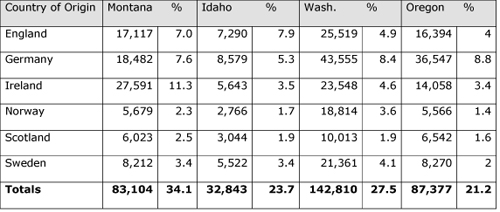 Country of Origin Montana % Idaho % Wash. % Oregon %
England 17,117 7.0 7,290 7.9 25,519 4.9 16,394 4
Germany 18,482 7.6 8,579 5.3 43,555 8.4 36,547 8.8
Ireland 27,591 11.3 5,643 3.5 23,548 4.6 14,058 3.4
Norway 5,679 2.3 2,766 1.7 18,814 3.6 5,566 1.4
Scotland 6,023 2.5 3,044 1.9 10,013 1.9 6,542 1.6
Sweden 8,212 3.4 5,522 3.4 21,361 4.1 8,270 2
Totals 83,104 34.1 32,843 23.7 142,810 27.5 87,377 21.2